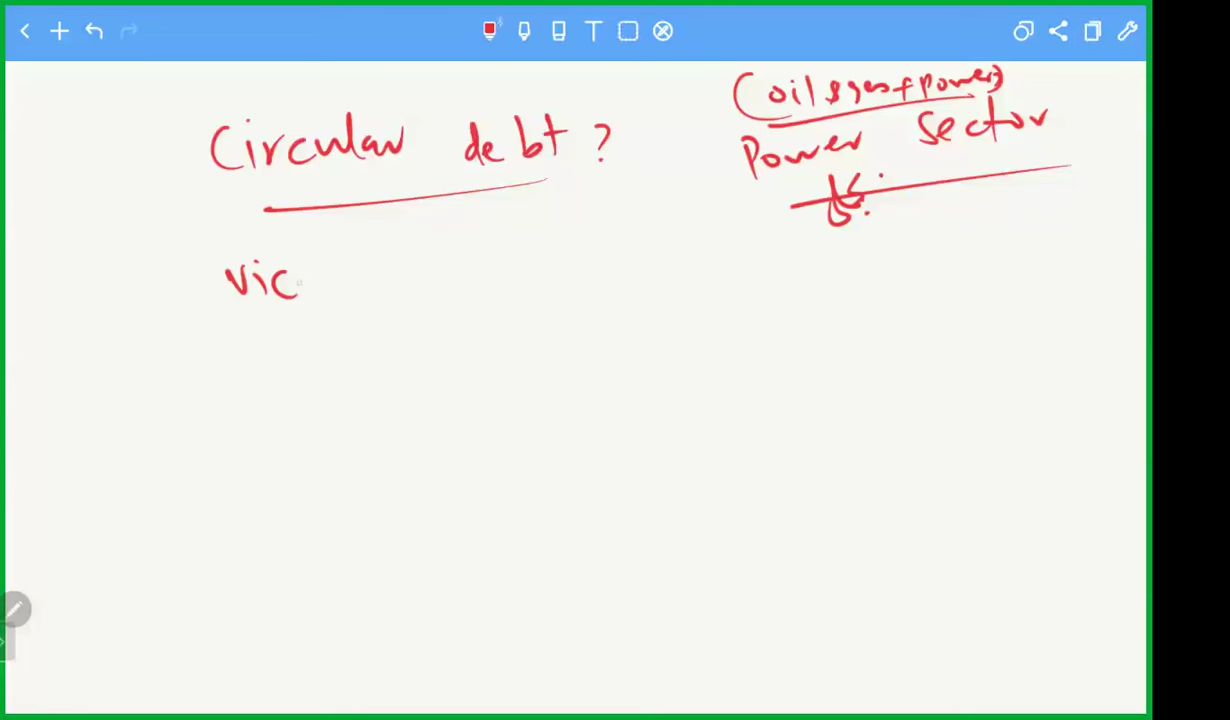 Circular debt ?
(oil & gas + power)
Power Sector
Vic